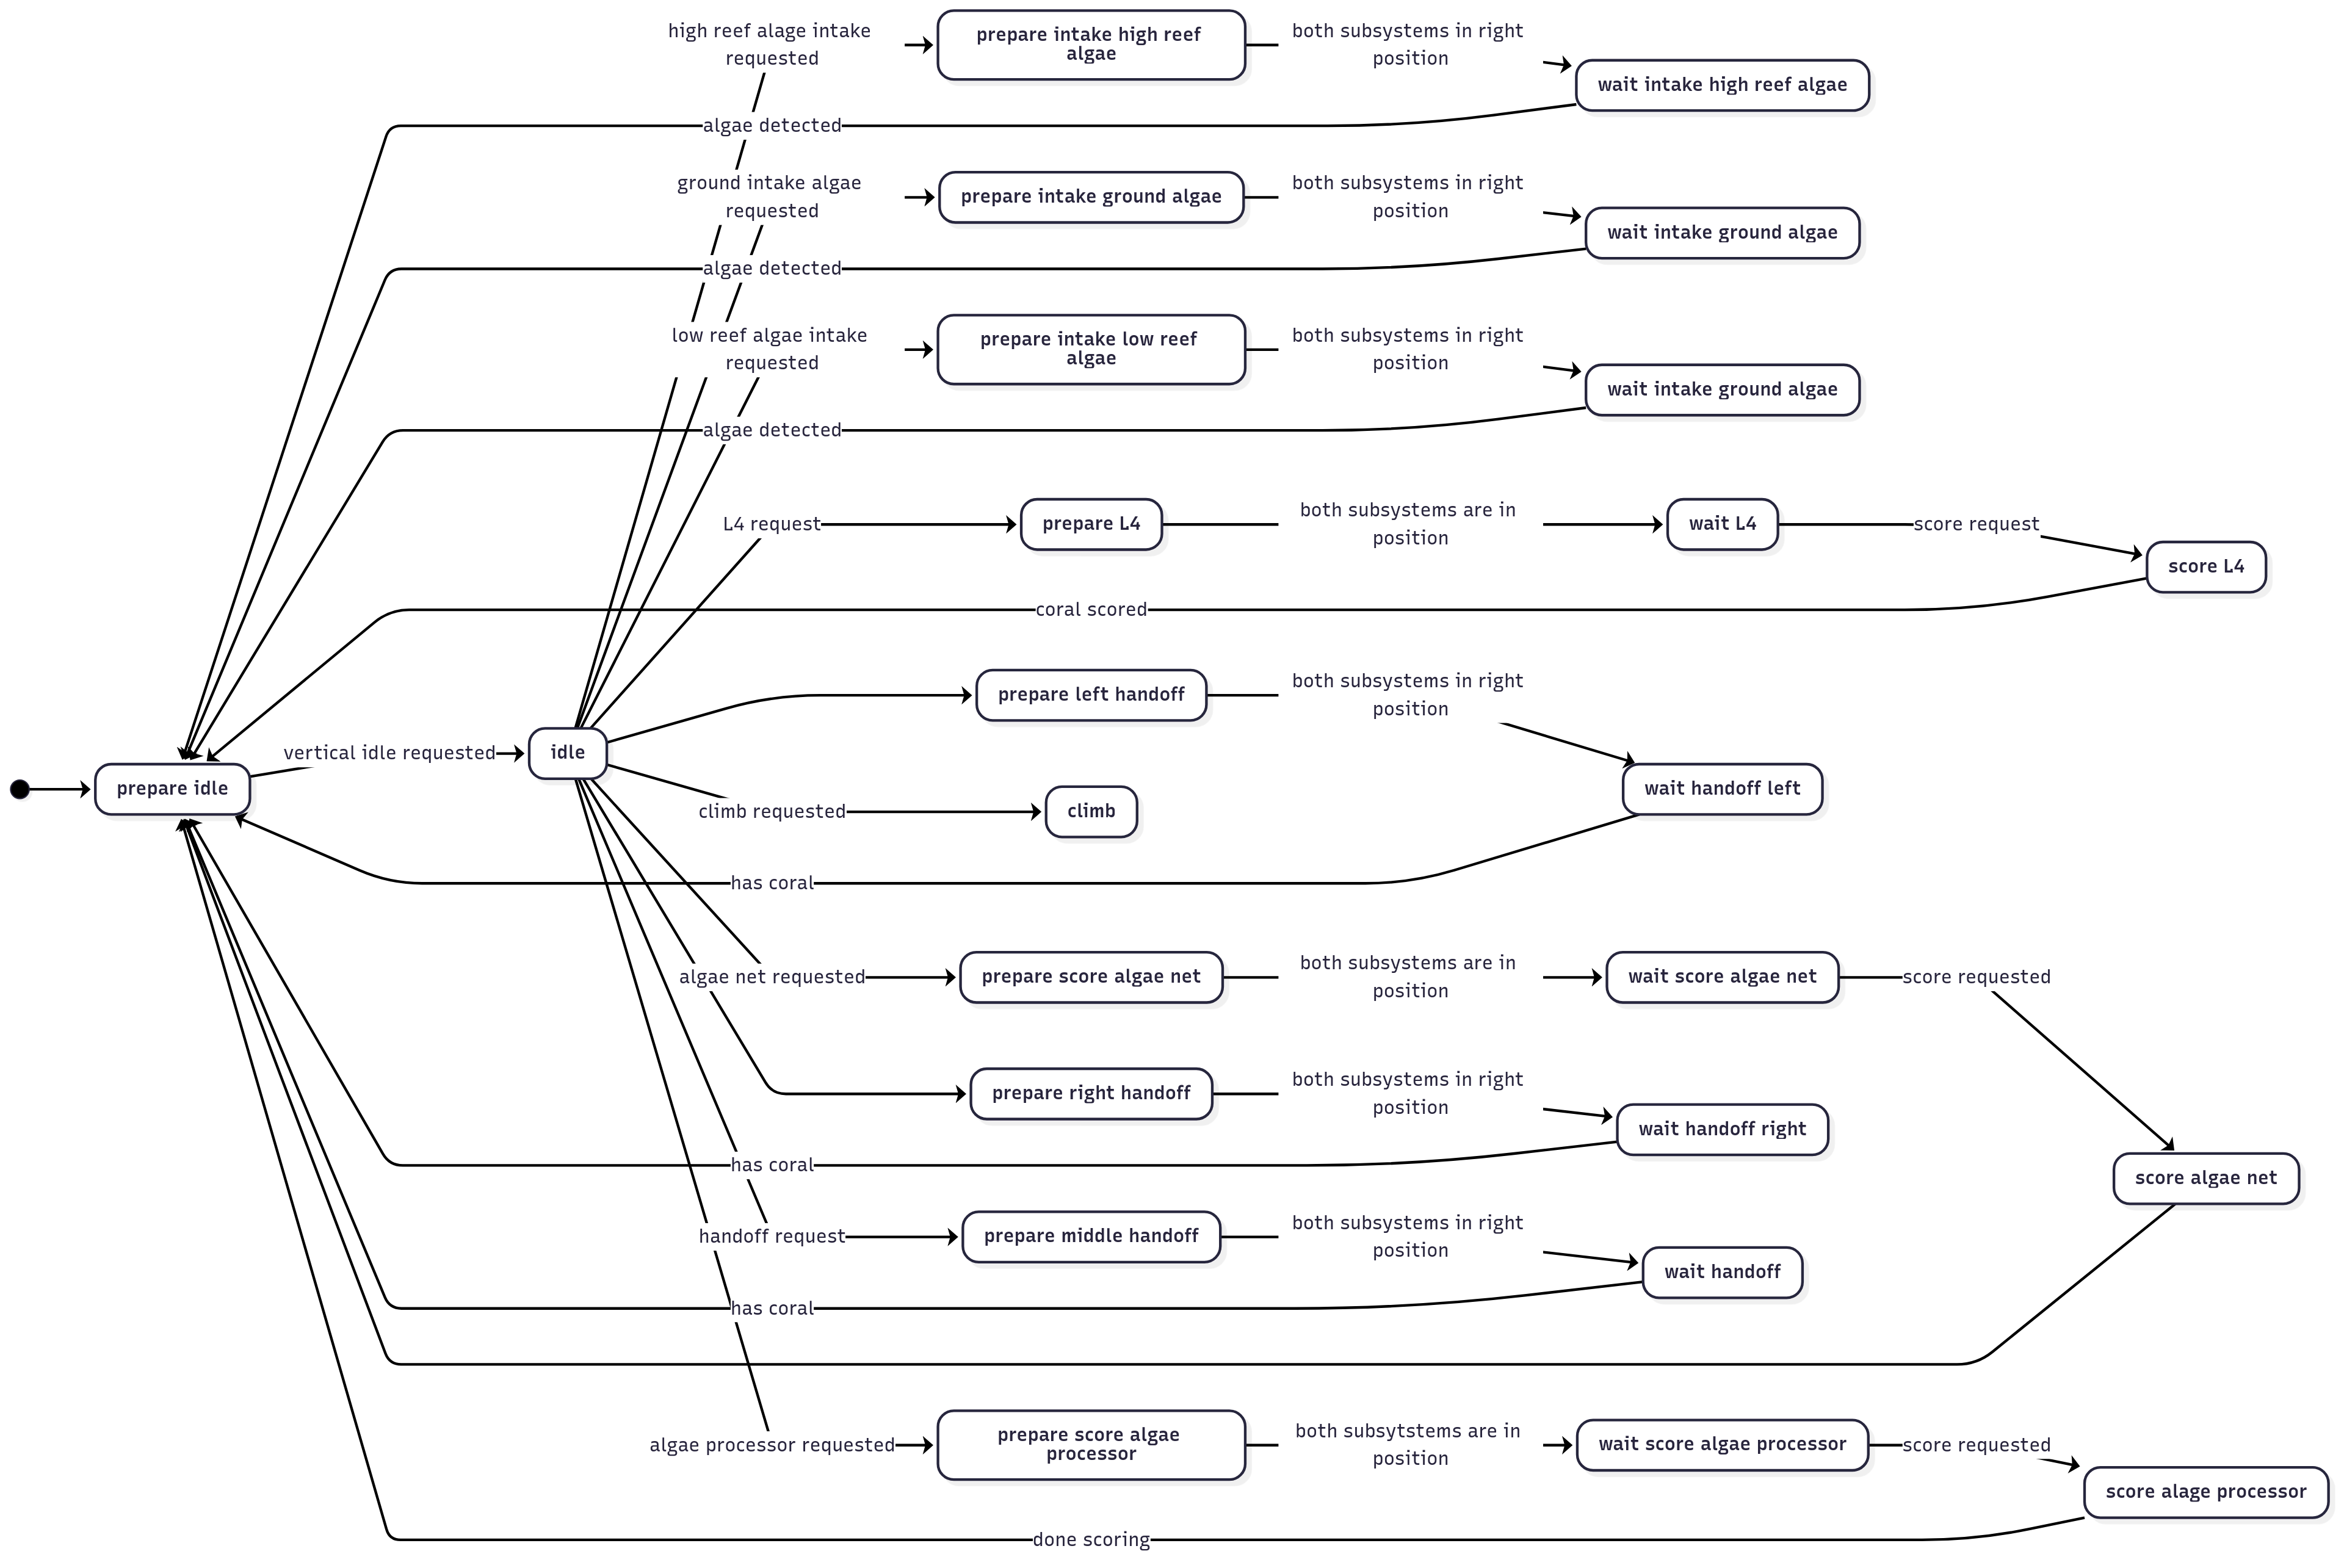 high reef alage intake
requested
prepare intake high reef
algae
both subsystems in right
position
wait intake high reef algae
algae detected
ground intake algae
requested
prepare intake ground algae
both subsystems in right
position
wait intake ground algae
algae detected
low reef algae intake
requested
prepare intake low reef
algae
both subsystems in right
position
wait intake ground algae
algae detected
L4 request
prepare L4
both subsystems are in
position
wait L4
score request
score L4
coral scored
prepare left handoff
both subsystems in right
position
vertical idle requested
idle
prepare idle
wait handoff left
climb requested
climb
has coral
algae net requested
prepare score algae net
both subsystems are in
position
wait score algae net
score requested
prepare right handoff
both subsystems in right
position
wait handoff right
has coral
score algae net
handoff request
prepare middle handoff
both subsystems in right
position
wait handoff
has coral
algae processor requested
prepare score algae
processor
both subsytstems are in
position
wait score algae processor
score requested
score alage processor
done scoring